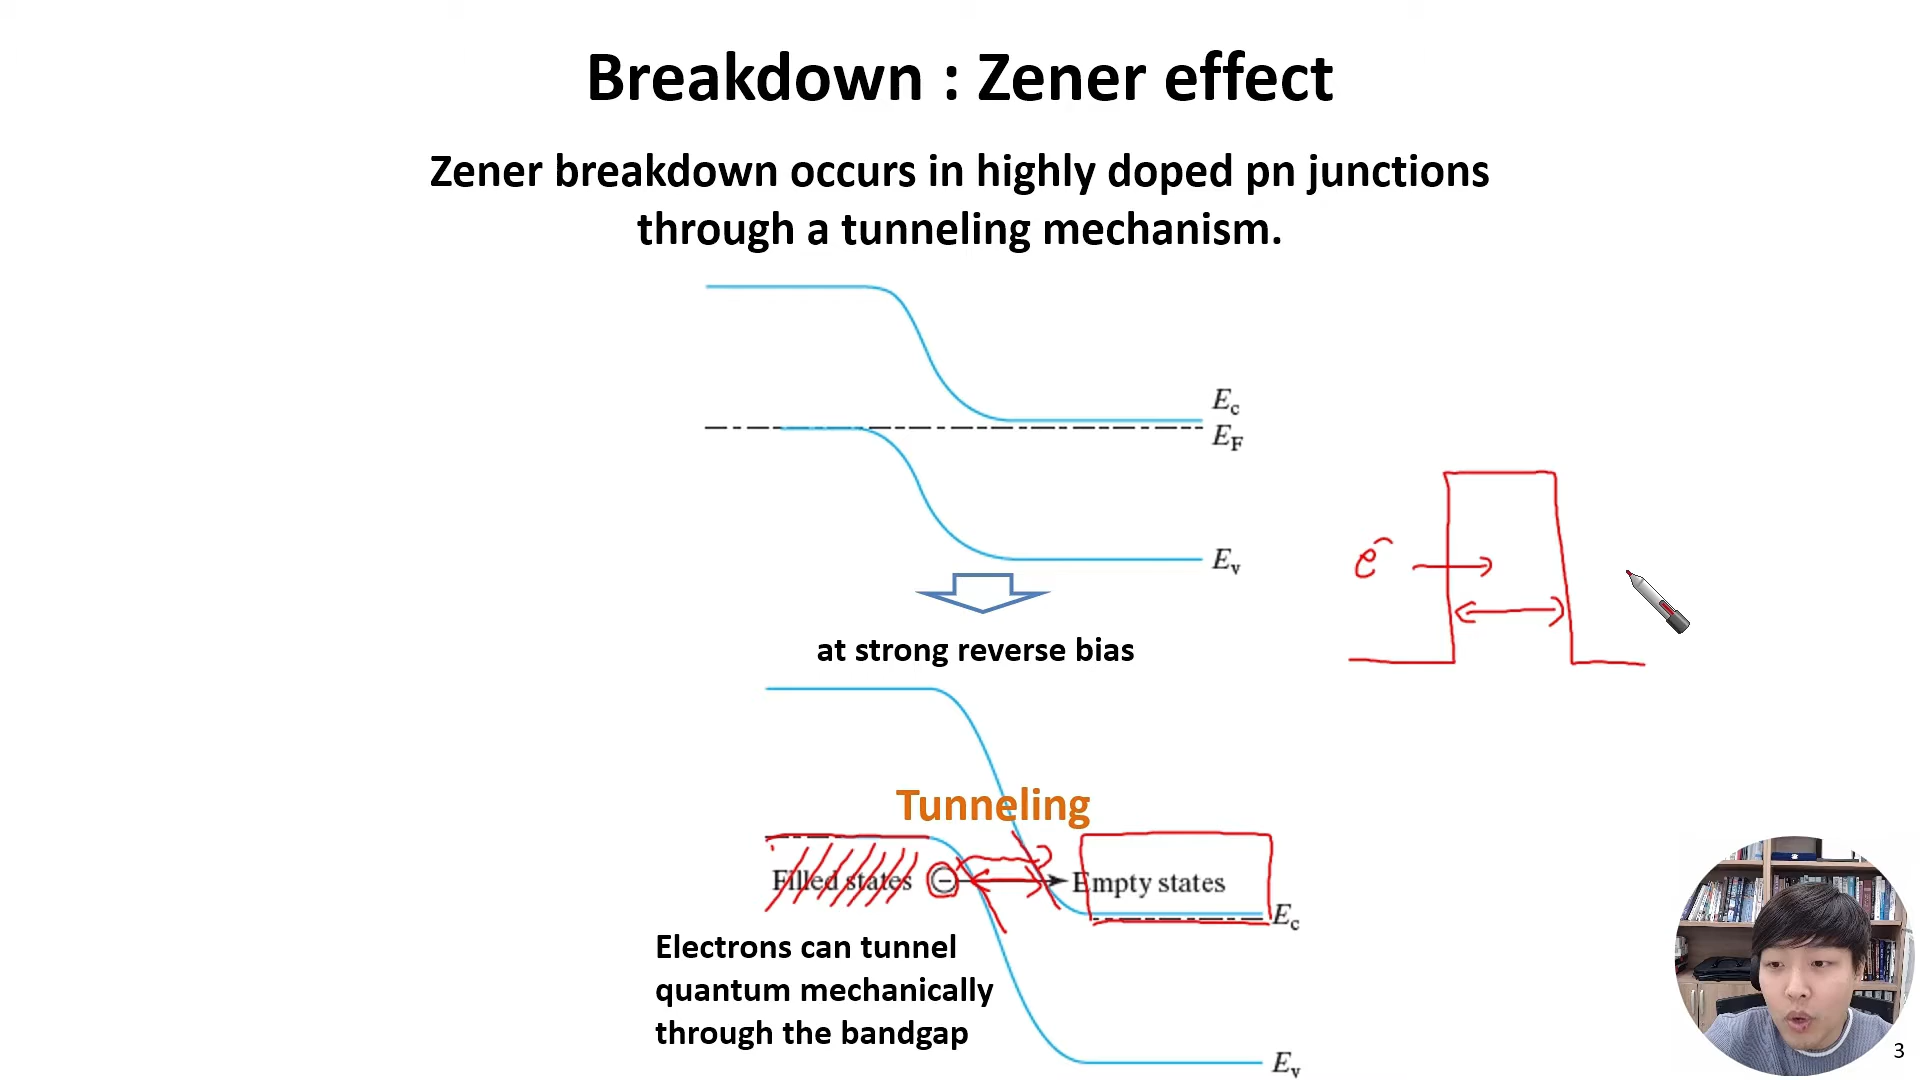 Breakdown : Zener effect
Zener breakdown occurs in highly doped pn junctions
through a tunneling mechanism.
Ec
EF
Ev
e-
at strong reverse bias
Tunneling
Filled states
Empty states
Ec
Electrons can tunnel
quantum mechanically
through the bandgap
Ev
3